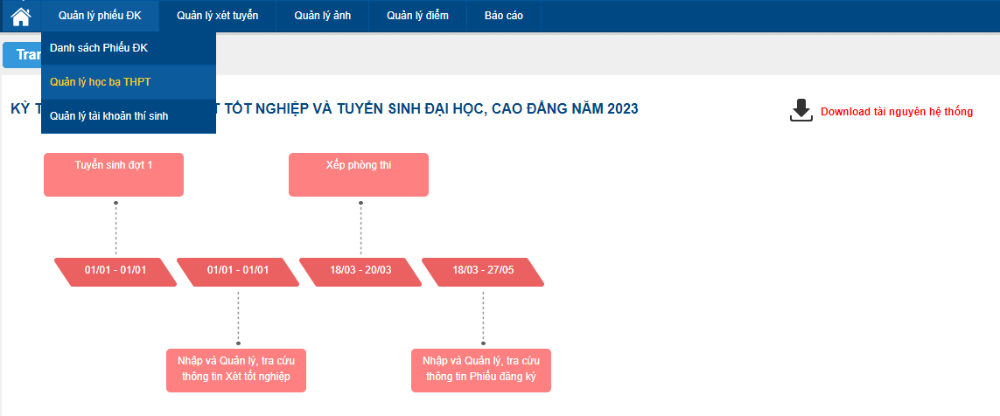 Quản lý phiếu ĐK
Quản lý xét tuyển
Quản lý ảnh
Quản lý điểm
Báo cáo
Danh sách Phiếu ĐK
Quản lý học bạ THPT
Quản lý tài khoản thí sinh
KỲ T
TỐT NGHIỆP VÀ TUYỂN SINH ĐẠI HỌC, CAO ĐẲNG NĂM 2023
Download tài nguyên hệ thống
Tuyển sinh đợt 1
Xếp phòng thi
01/01 - 01/01
01/01 - 01/01
18/03 - 20/03
18/03 - 27/05
Nhập và Quản lý, tra cứu
thông tin Xét tốt nghiệp
Nhập và Quản lý, tra cứu
thông tin Phiếu đăng ký